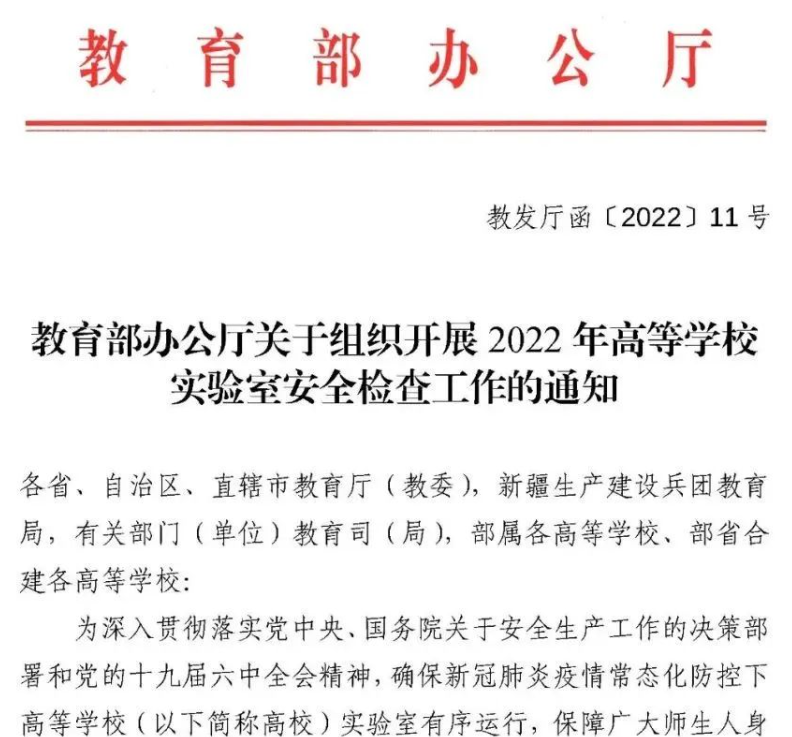 教育部办公厅
教发厅函〔2022〕11号
教育部办公厅关于组织开展 2022 年高等学校
实验室安全检查工作的通知
各省、自治区、直辖市教育厅（教委），新疆生产建设兵团教育
局，有关部门（单位）教育司（局），部属各高等学校、部省合
建各高等学校：
为深入贯彻落实党中央、国务院关于安全生产工作的决策部
署和党的十九届六中全会精神，确保新冠肺炎疫情常态化防控下
高等学校（以下简称高校）实验室有序运行，保障广大师生人身